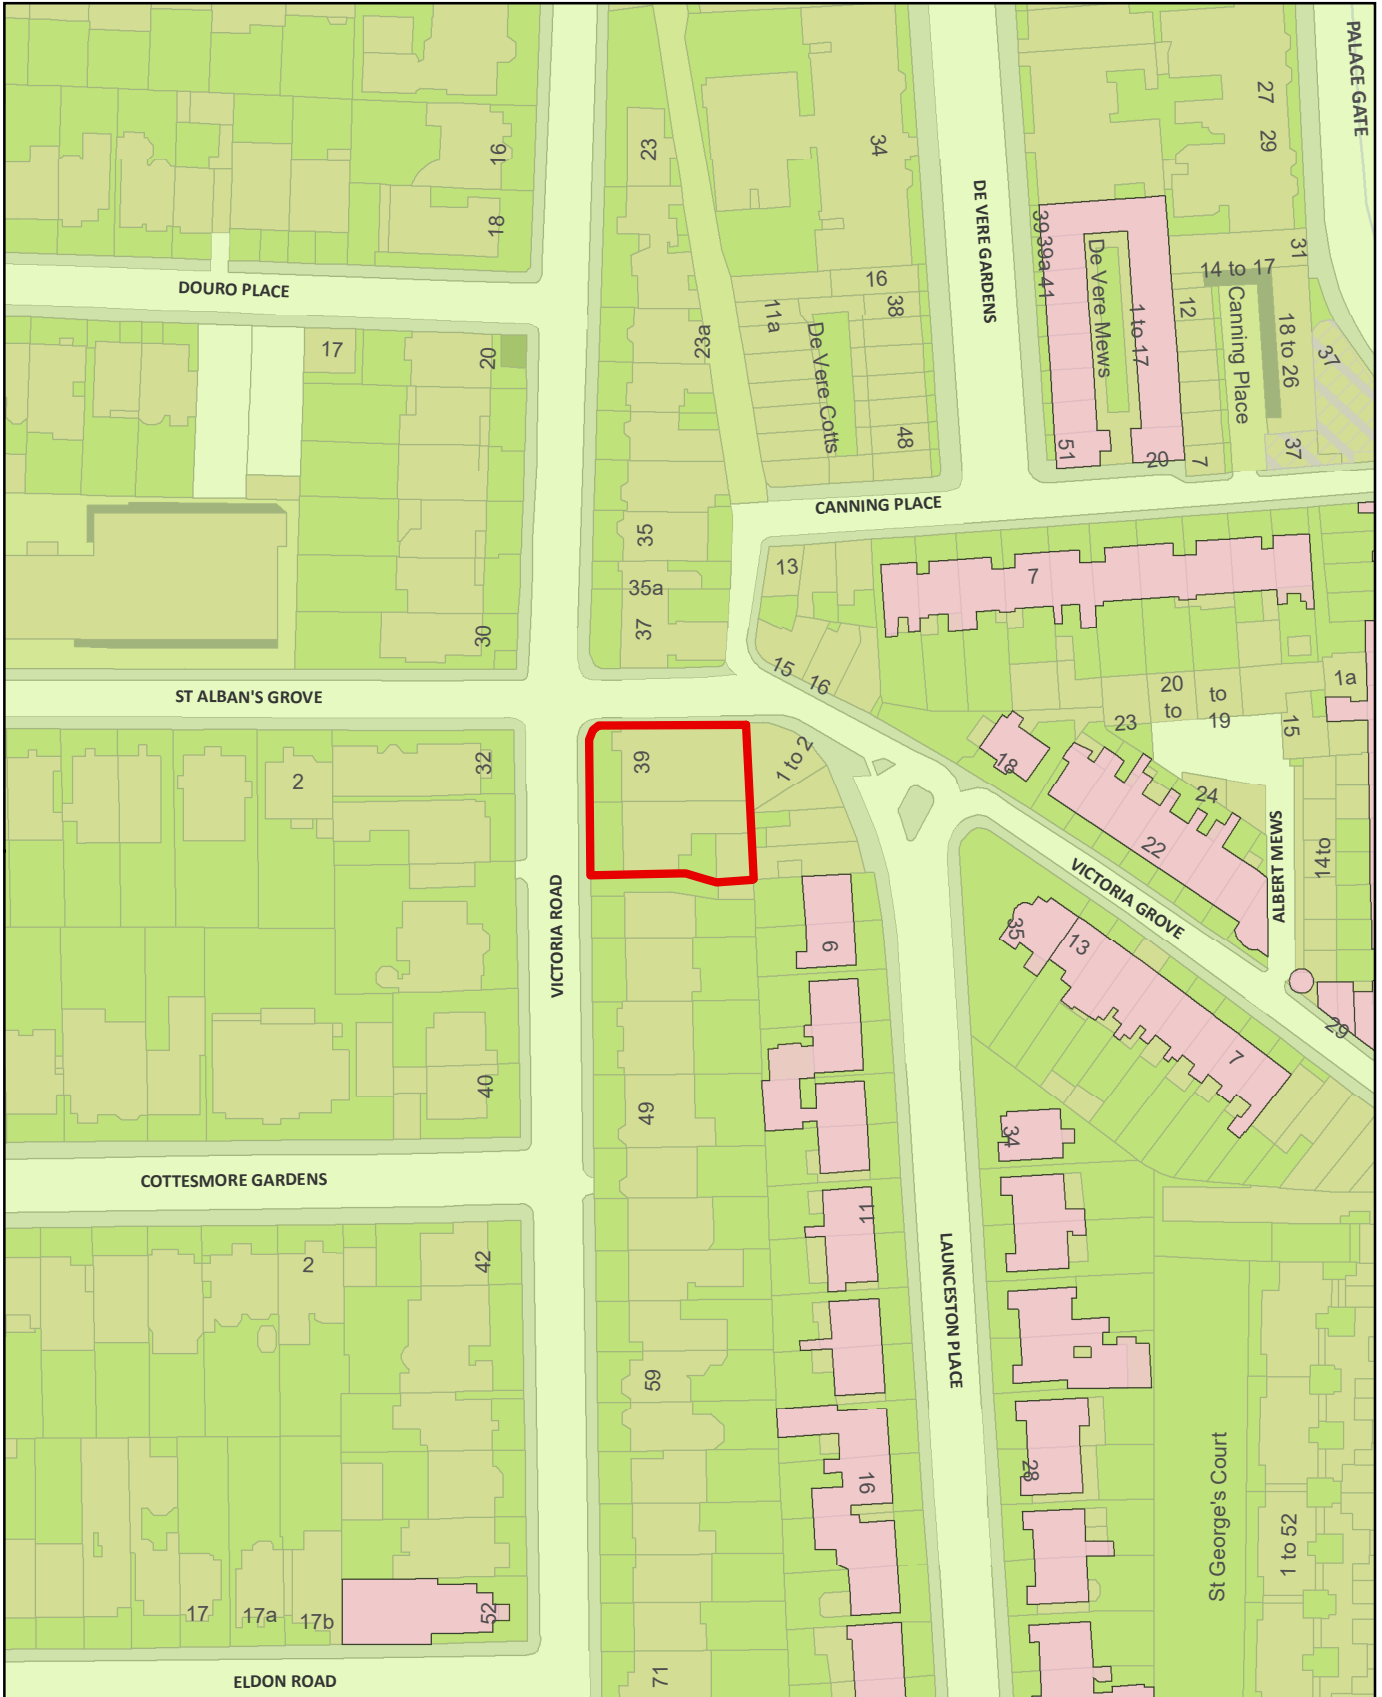 PALACE GATE
27
29
34
23
16
18
DE VERE GARDENS
39
39a
41
31
14 to 17
De Vere Mews
1 to 17
12
Canning Place
18 to 26
37
DOURO PLACE
16
38
11a
De Vere Cotts
23a
17
20
48
51
20
7
37
CANNING PLACE
35
13
7
35a
37
30
15
16
ST ALBAN'S GROVE
20
to
to
19
1a
23
15
39
1 to 2
18
32
2
24
22
14to
ALBERT MEWS
VICTORIA GROVE
VICTORIA ROAD
6
35
13
29
7
40
49
34
COTTESMORE GARDENS
11
LAUNCESTON PLACE
42
2
59
16
28
St George's Court
1 to 52
17
17a
17b
52
71
ELDON ROAD